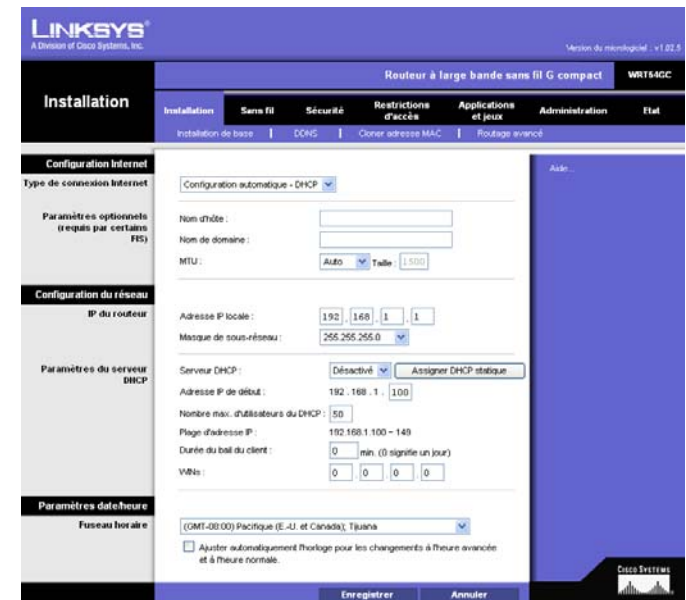 LINKSYS®
A Division of Cisco Systems, Inc.
Version du micrologiciel : v1.02.5
Routeur à large bande sans fil G compact
WRT54GC
Installation
Installation
Sans fil
Sécurité
Restrictions d'accès
Applications et jeux
Administration
Etat
Installation de base | DDNS | Cloner adresse MAC | Routage avancé
Configuration Internet
Aide...
Type de connexion Internet
Configuration automatique - DHCP
Paramètres optionnels
(requis par certains
FIS)
Nom d'hôte :
Nom de domaine :
MTU : Auto Taille : 1500
Configuration du réseau
IP du routeur
Adresse IP locale : 192 . 168 . 1 . 1
Masque de sous-réseau : 255.255.255.0
Paramètres du serveur
DHCP
Serveur DHCP : Désactivé Assigner DHCP statique
Adresse IP de début : 192 . 168 . 1 . 100
Nombre max. d'utilisateurs du DHCP : 50
Plage d'adresse IP : 192.168.1.100 ~ 149
Durée du bail du client : 0 min. (0 signifie un jour)
WINs : 0 . 0 . 0 . 0
Paramètres date/heure
Fuseau horaire
(GMT-08:00) Pacifique (E.-U. et Canada); Tijuana
Ajuster automatiquement l'horloge pour les changements à l'heure avancée
et à l'heure normale.
Enregistrer
Annuler
CISCO SYSTEMS